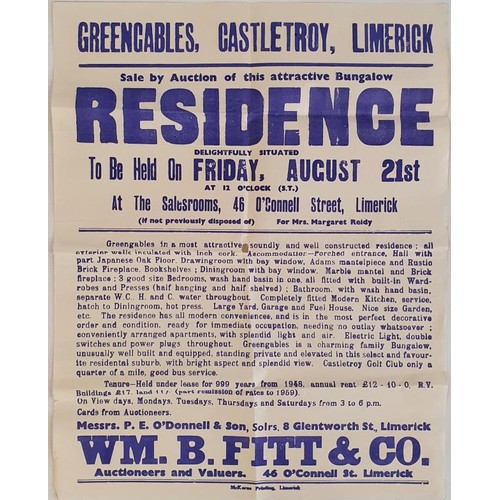 GREENGABLES, CASTLETROY, LIMERICK
Sale by Auction of this attractive Bungalow
RESIDENCE
DELIGHTFULLY SITUATED
To Be Held On FRIDAY, AUGUST 21st
AT 12 O'CLOCK (S.T.)
At The Salesrooms, 46 O'Connell Street, Limerick
(If not previously disposed of) For Mrs. Margaret Reidy
Greengables in a most attractive, soundly and well constructed residence; all
exterior walls insulated with inch cork. Accommodation—Porched entrance, Hall with
part Japanese Oak Floor. Drawingroom with bay window, Adams mantelpiece and Rustic
Brick Fireplace. Bookshelves; Diningroom with bay window. Marble mantel and Brick
fireplace; 3 good size Bedrooms, wash hand basin in one, all fitted with built-in Ward-
robes and Presses (half hanging and half shelved); Bathroom, with wash hand basin,
separate W.C. H. and C. water throughout. Completely fitted Modern Kitchen, service,
hatch to Diningroom, hot press. Large Yard, Garage and Fuel House. Nice size Garden,
etc. The residence has all modern conveniences, and is in the most perfect decorative
order and condition. ready for immediate occupation, needing no outlay whatsoever;
conveniently arranged apartments, with splendid light and air. Electric Light, double
switches and power plugs throughout. Greengables is a charming family Bungalow,
unusually well built and equipped, standing private and elevated in this select and favour-
ite residential suburb, with bright aspect and splendid view. Castletroy Golf Club only a
quarter of a mile, good bus service.
Tenure—Held under lease for 999 years from 1948, annual rent £12-10-0, R.V.
Buildings £17, land (part remission of rates to 1959).
On View days, Mondays, Tuesdays, Thursdays and Saturdays from 3 to 6 p.m.
Cards from Auctioneers.
Messrs. P. E. O'Donnell & Son, Solrs. 8 Glentworth St., Limerick
WM. B. FITT & CO.
Auctioneers and Valuers. 46 O'Connell St. Limerick
McKerns Printing, Limerick